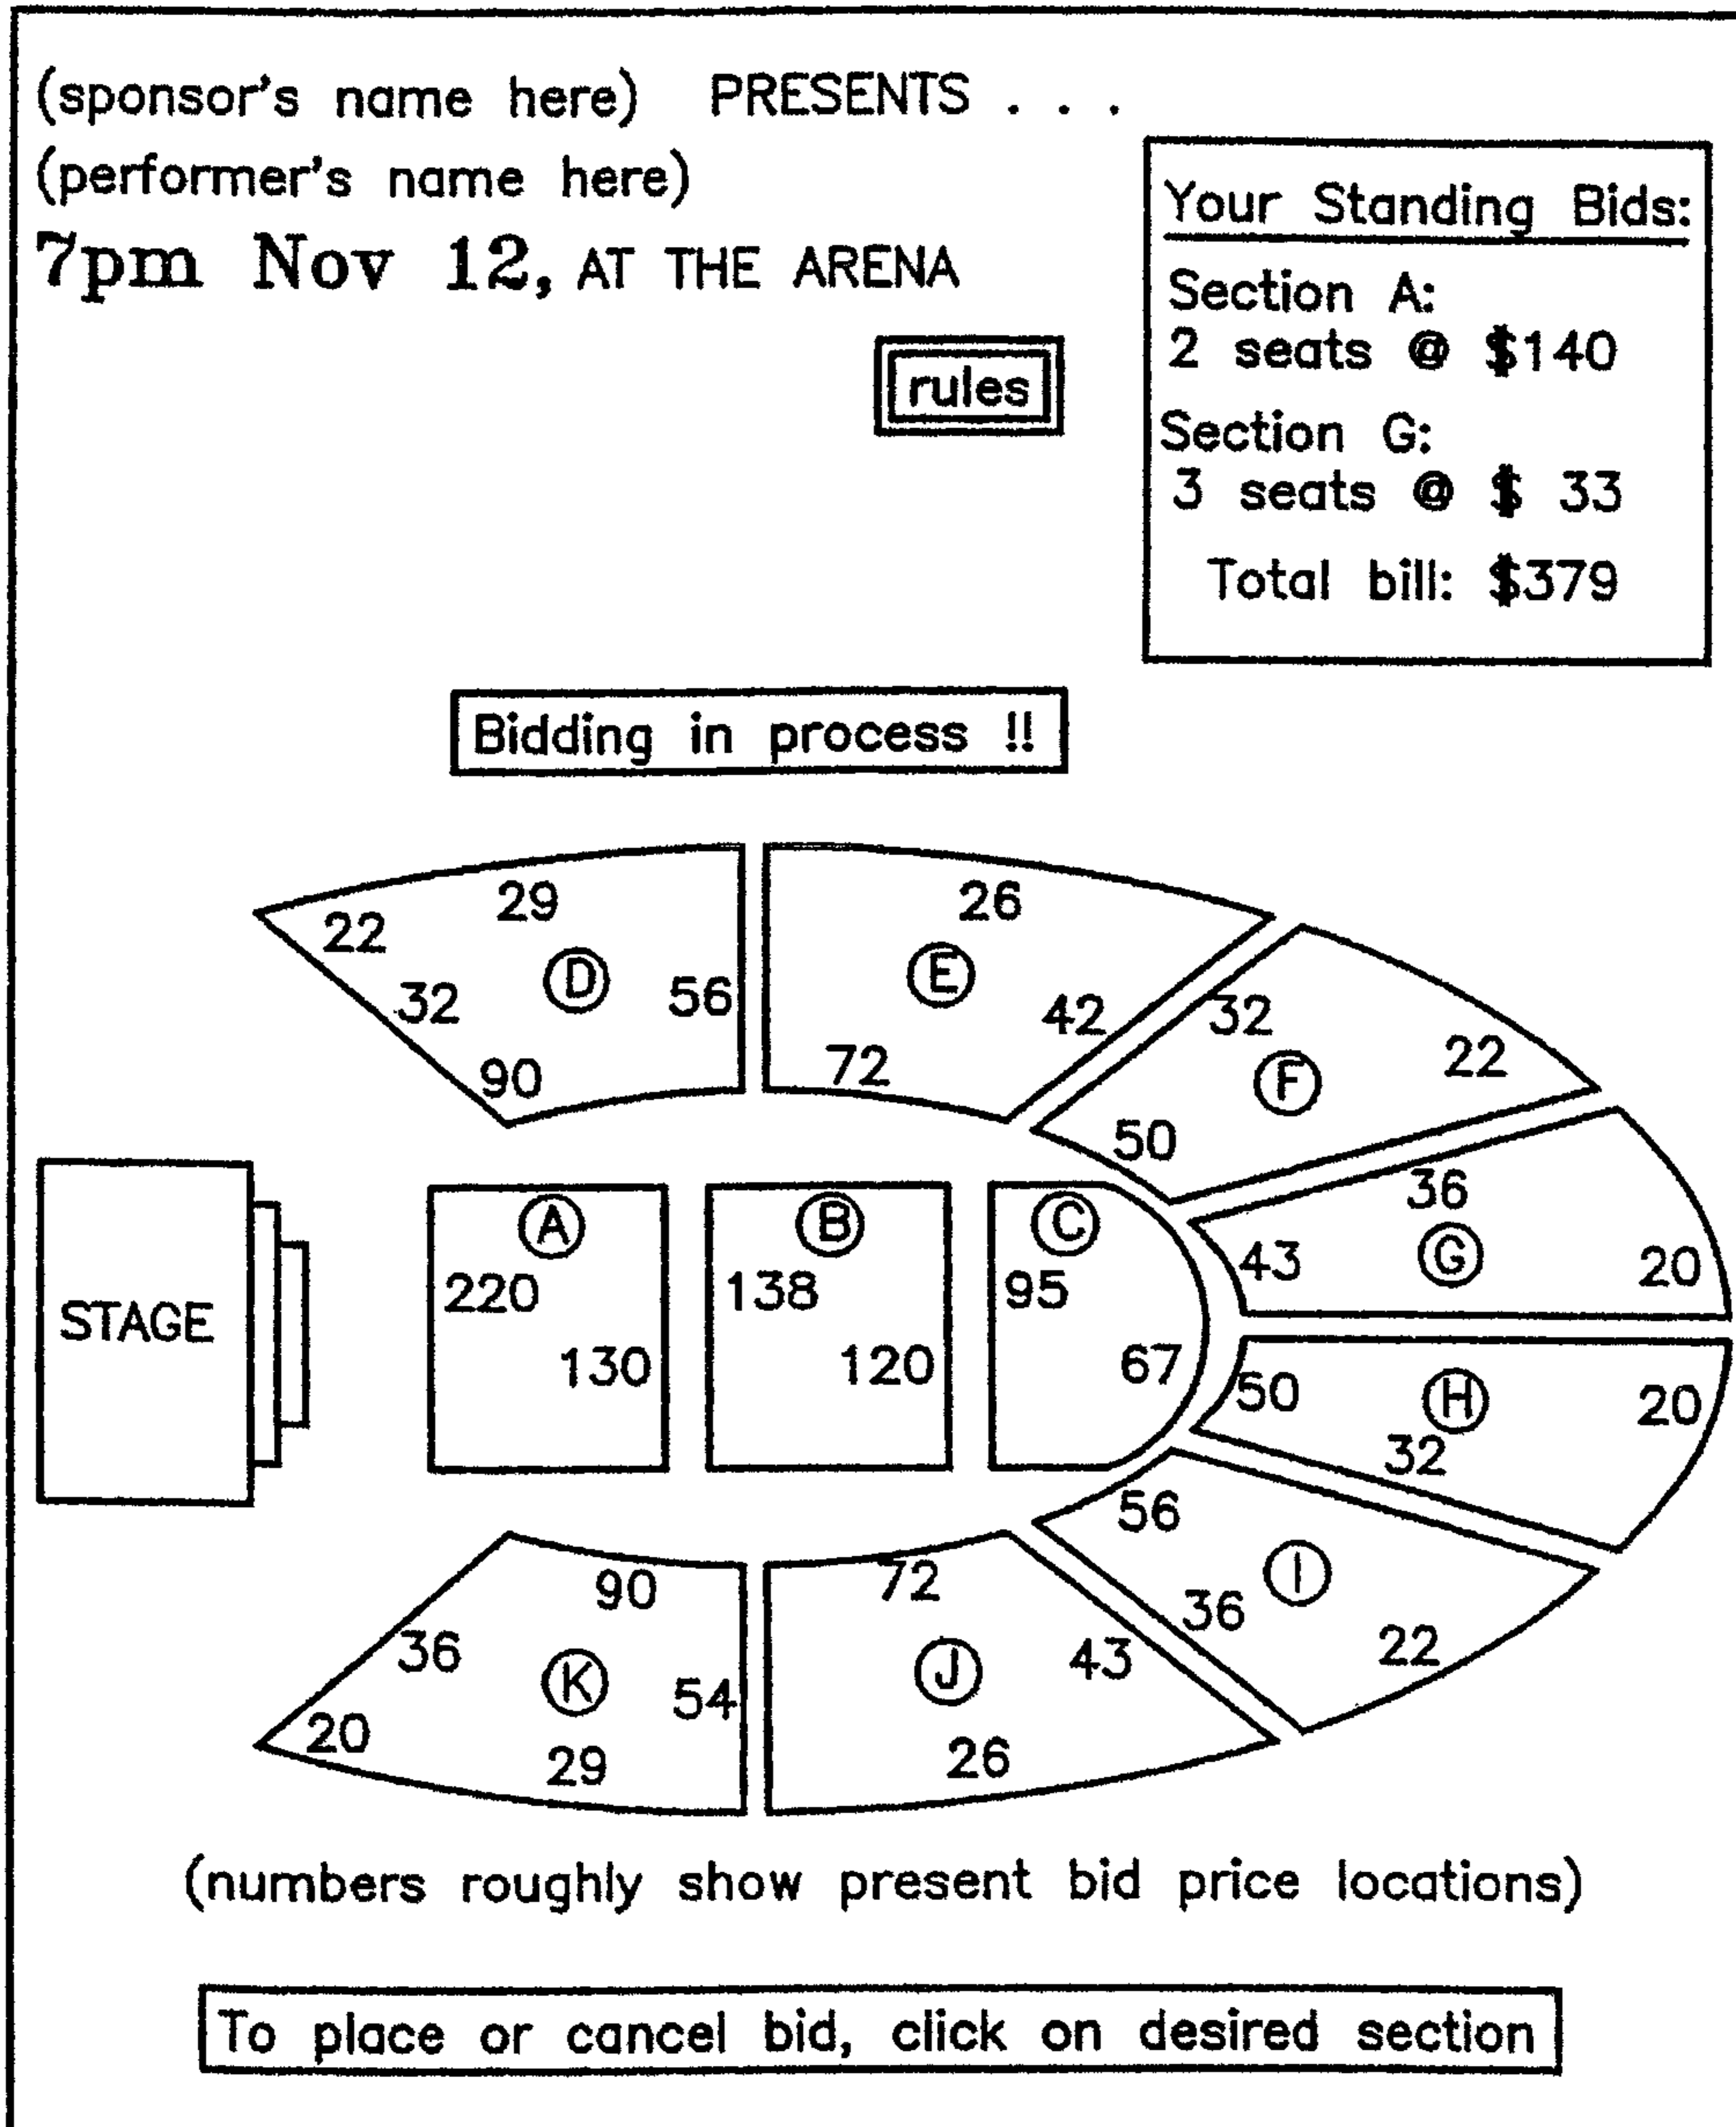 (sponsor's name here) PRESENTS . . .
(performer's name here)
7pm Nov 12, AT THE ARENA
rules
Your Standing Bids:
Section A:
2 seats @ $140
Section G:
3 seats @ $ 33
Total bill: $379
Bidding in process !!
29
22
D
32
56
90
26
E
42
72
32
22
F
50
36
43
G
20
STAGE
A
220
130
B
138
120
C
95
67
50
H
20
32
56
I
36
22
90
36
K
54
20
29
72
J
43
26
(numbers roughly show present bid price locations)
To place or cancel bid, click on desired section